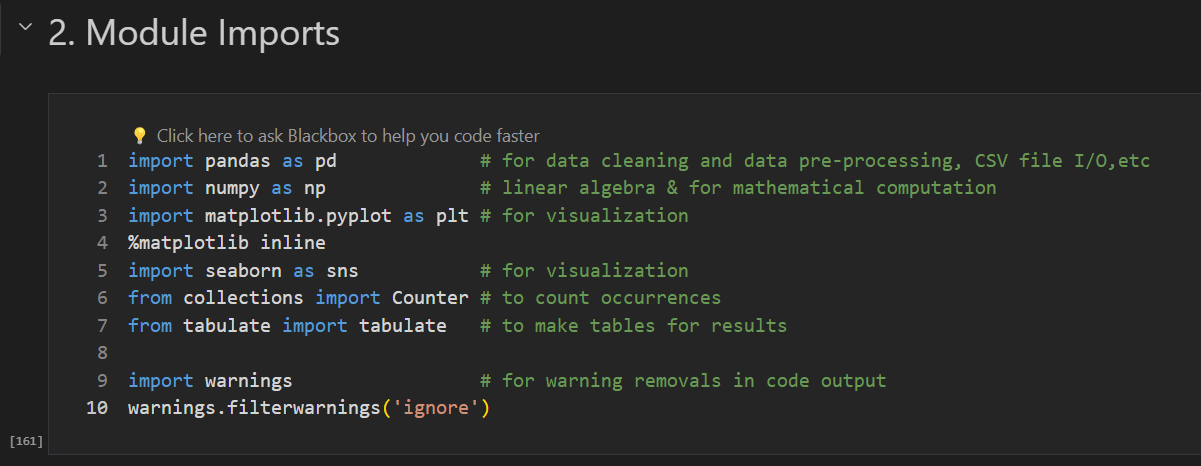 2. Module Imports
💡 Click here to ask Blackbox to help you code faster
1 import pandas as pd # for data cleaning and data pre-processing, CSV file I/O,etc
2 import numpy as np # linear algebra & for mathematical computation
3 import matplotlib.pyplot as plt # for visualization
4 %matplotlib inline
5 import seaborn as sns # for visualization
6 from collections import Counter # to count occurrences
7 from tabulate import tabulate # to make tables for results
8
9 import warnings # for warning removals in code output
10 warnings.filterwarnings('ignore')
[161]